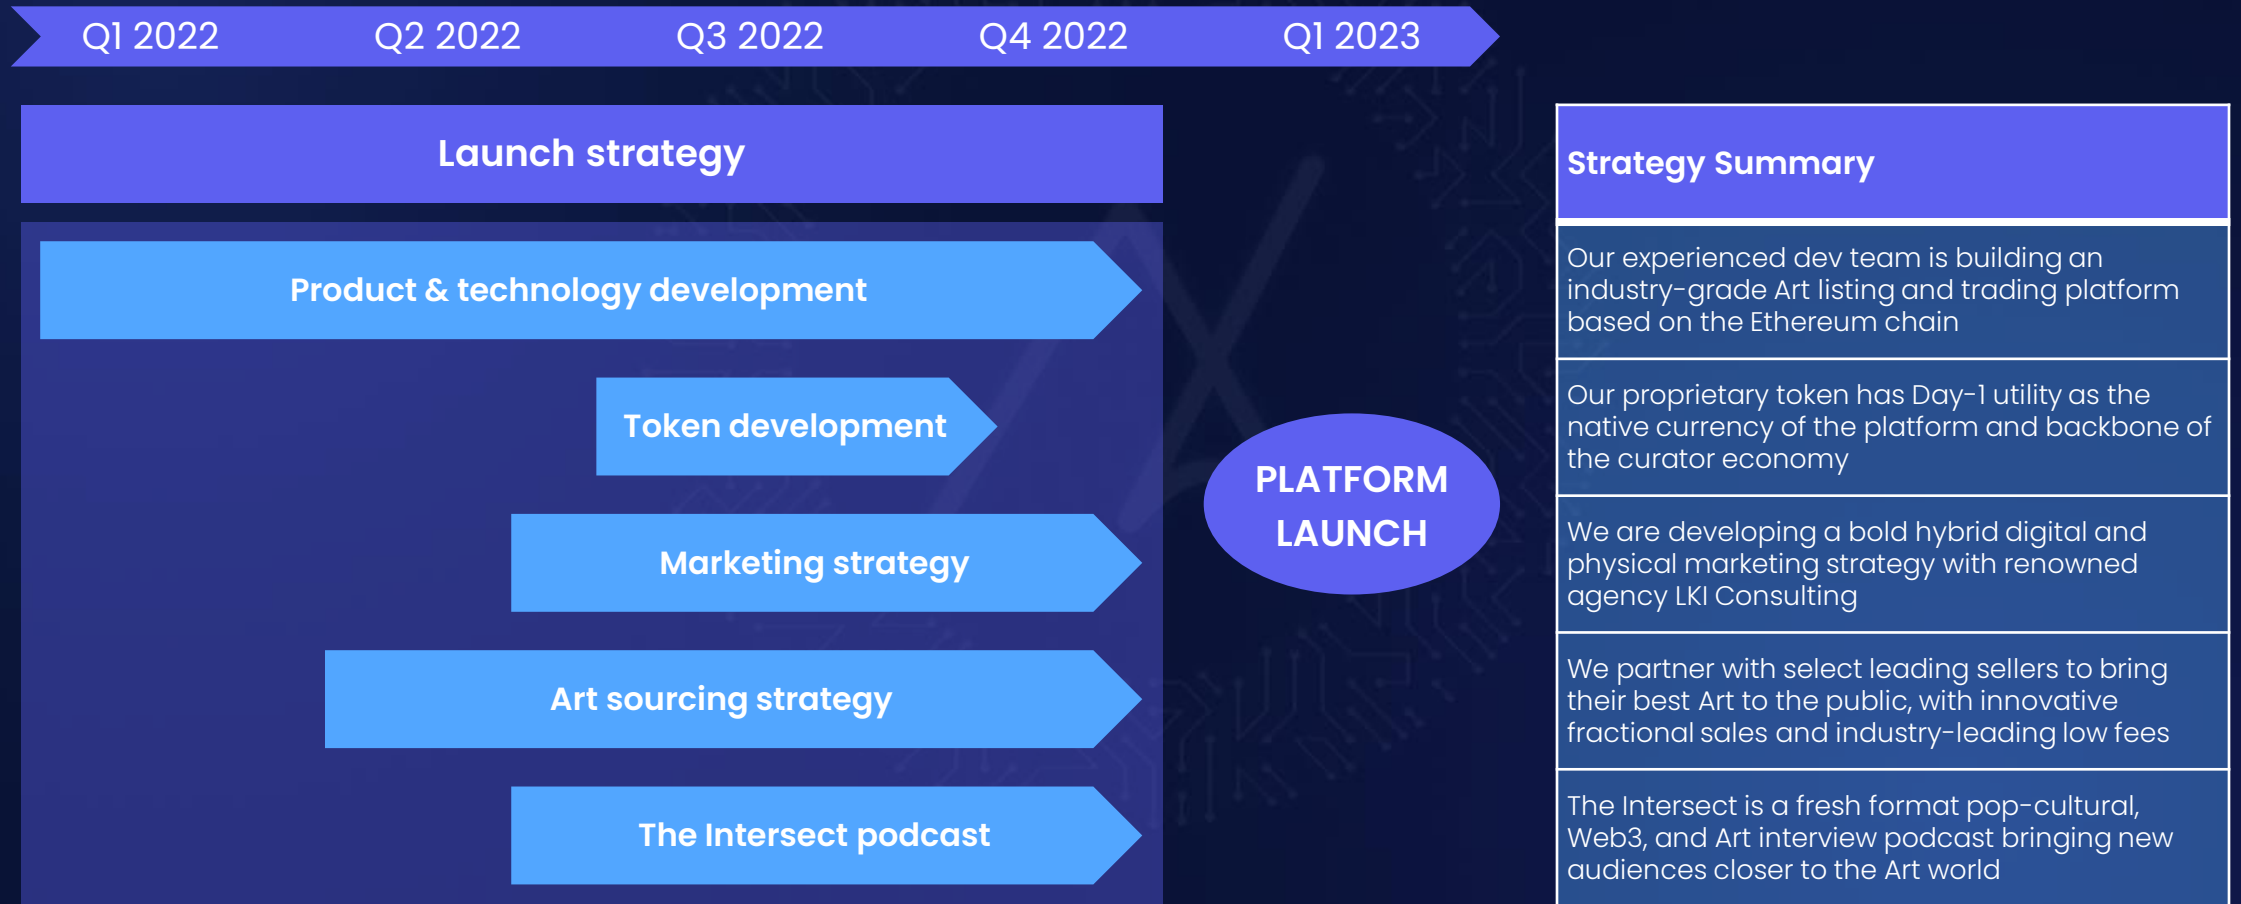 Q1 2022
Q2 2022
Q3 2022
Q4 2022
Q1 2023
Launch strategy
Product & technology development
Token development
Marketing strategy
Art sourcing strategy
The Intersect podcast
PLATFORM
LAUNCH
Strategy Summary
Our experienced dev team is building an
industry-grade Art listing and trading platform
based on the Ethereum chain
Our proprietary token has Day-1 utility as the
native currency of the platform and backbone of
the curator economy
We are developing a bold hybrid digital and
physical marketing strategy with renowned
agency LKI Consulting
We partner with select leading sellers to bring
their best Art to the public, with innovative
fractional sales and industry-leading low fees
The Intersect is a fresh format pop-cultural,
Web3, and Art interview podcast bringing new
audiences closer to the Art world